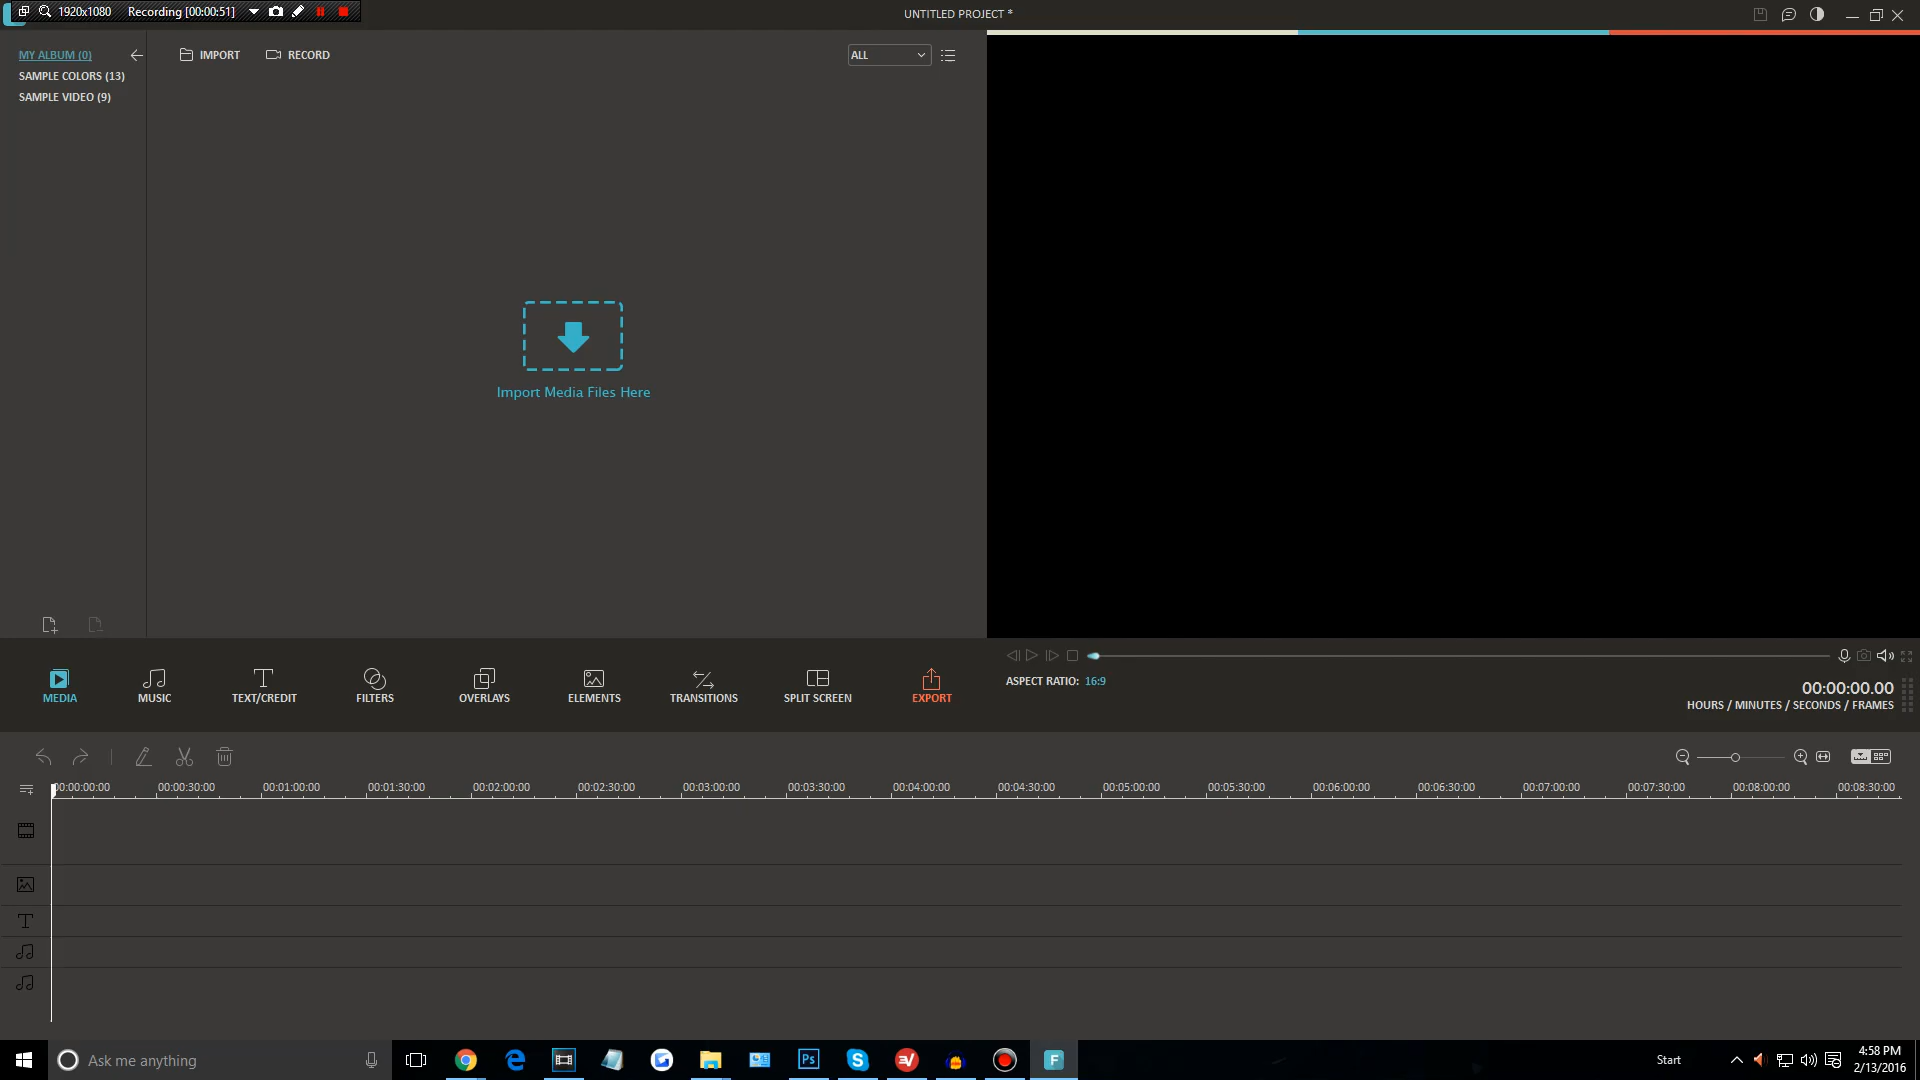 1920x1080 Recording [00:00:51]
UNTITLED PROJECT *
MY ALBUM (0)
SAMPLE COLORS (13)
SAMPLE VIDEO (9)
IMPORT RECORD ALL
Import Media Files Here
MEDIA MUSIC TEXT/CREDIT FILTERS OVERLAYS ELEMENTS TRANSITIONS SPLIT SCREEN EXPORT
ASPECT RATIO: 16:9
00:00:00.00
HOURS / MINUTES / SECONDS / FRAMES
00:00:00:00 00:00:30:00 00:01:00:00 00:01:30:00 00:02:00:00 00:02:30:00 00:03:00:00 00:03:30:00 00:04:00:00 00:04:30:00 00:05:00:00 00:05:30:00 00:06:00:00 00:06:30:00 00:07:00:00 00:07:30:00 00:08:00:00 00:08:30:00
T
Ask me anything
Ps
F
Start
4:58 PM
2/13/2016